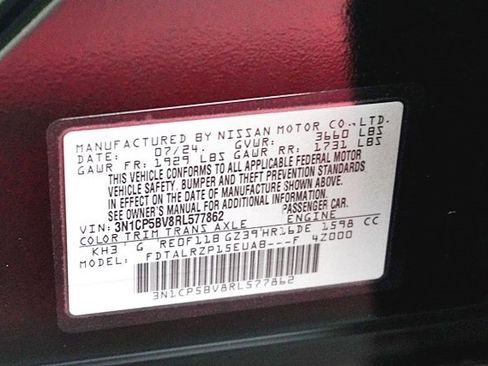 MANUFACTURED BY NISSAN MOTOR CO.,LTD.
DATE: 07/24. GVWR: 3660 LBS
GAWR FR: 1929 LBS GAWR RR: 1731 LBS
THIS VEHICLE CONFORMS TO ALL APPLICABLE FEDERAL MOTOR
VEHICLE SAFETY, BUMPER AND THEFT PREVENTION STANDARDS
IN EFFECT ON THE DATE OF MANUFACTURE SHOWN ABOVE.
SEE OWNER'S MANUAL FOR ADDITIONAL INFORMATION.
VIN: 3N1CP5BV8RL577862 PASSENGER CAR.
COLOR TRIM TRANS AXLE ENGINE
KH3 G RE0F11B GZ39 HR16DE 1598 CC
MODEL: FDTALRZP15EUA8---F 4Z000
3N1CP5BV8RL577862